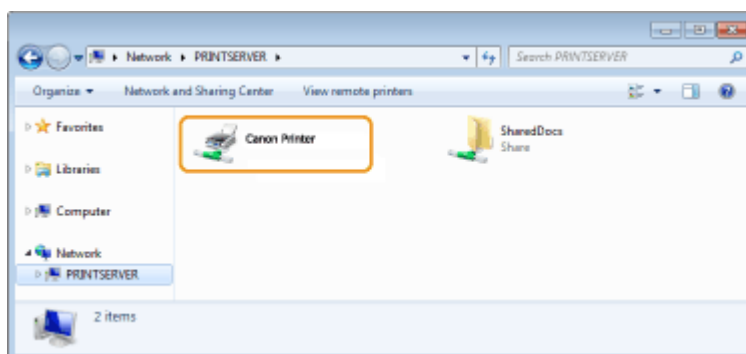 Network ▸ PRINTSERVER ▸
Search PRINTSERVER
Organize
Network and Sharing Center
View remote printers
Favorites
Libraries
Computer
Network
PRINTSERVER
Canon Printer
SharedDocs
Share
2 items